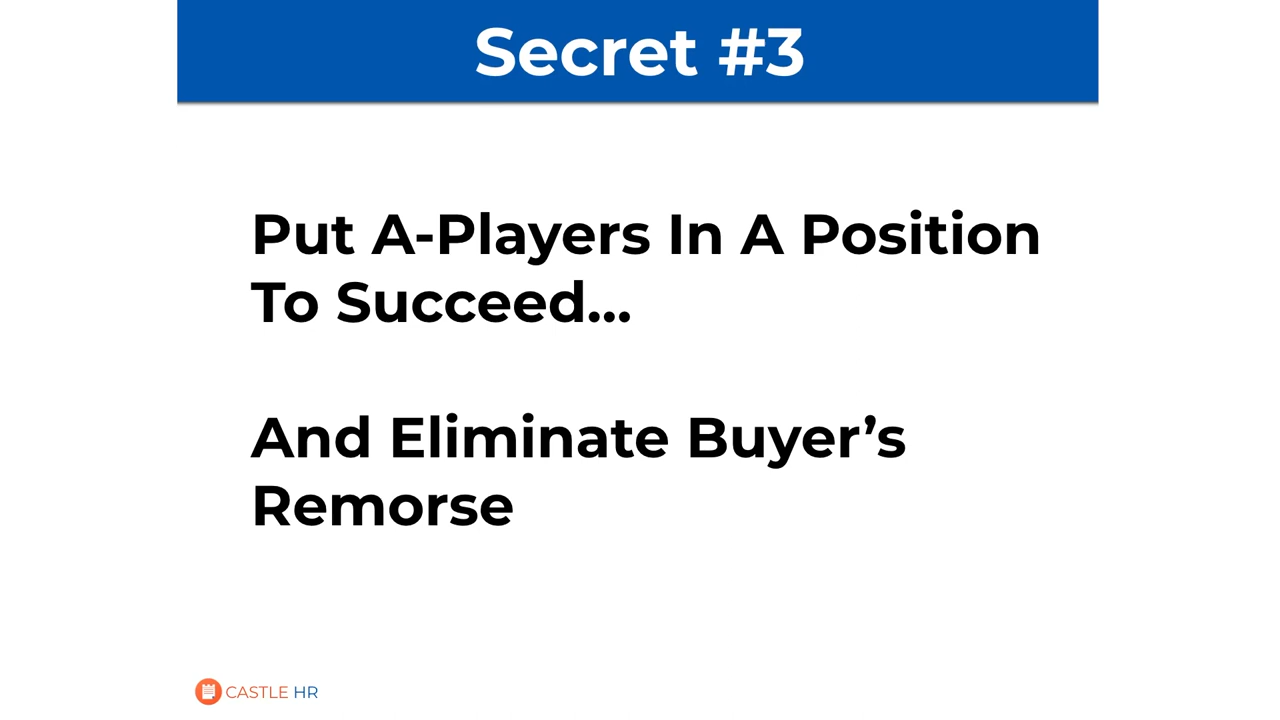 Secret #3
Put A-Players In A Position
To Succeed...
And Eliminate Buyer’s
Remorse
CASTLE HR